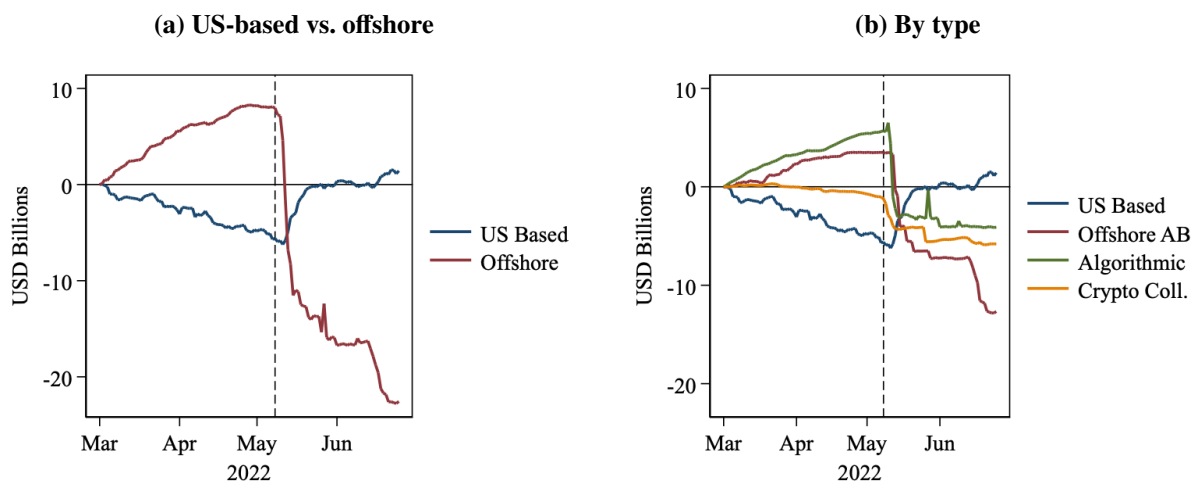 (a) US-based vs. offshore
USD Billions
10
0
-10
-20
Mar
Apr
May
Jun
2022
US Based
Offshore
(b) By type
USD Billions
10
0
-10
-20
Mar
Apr
May
Jun
2022
US Based
Offshore AB
Algorithmic
Crypto Coll.